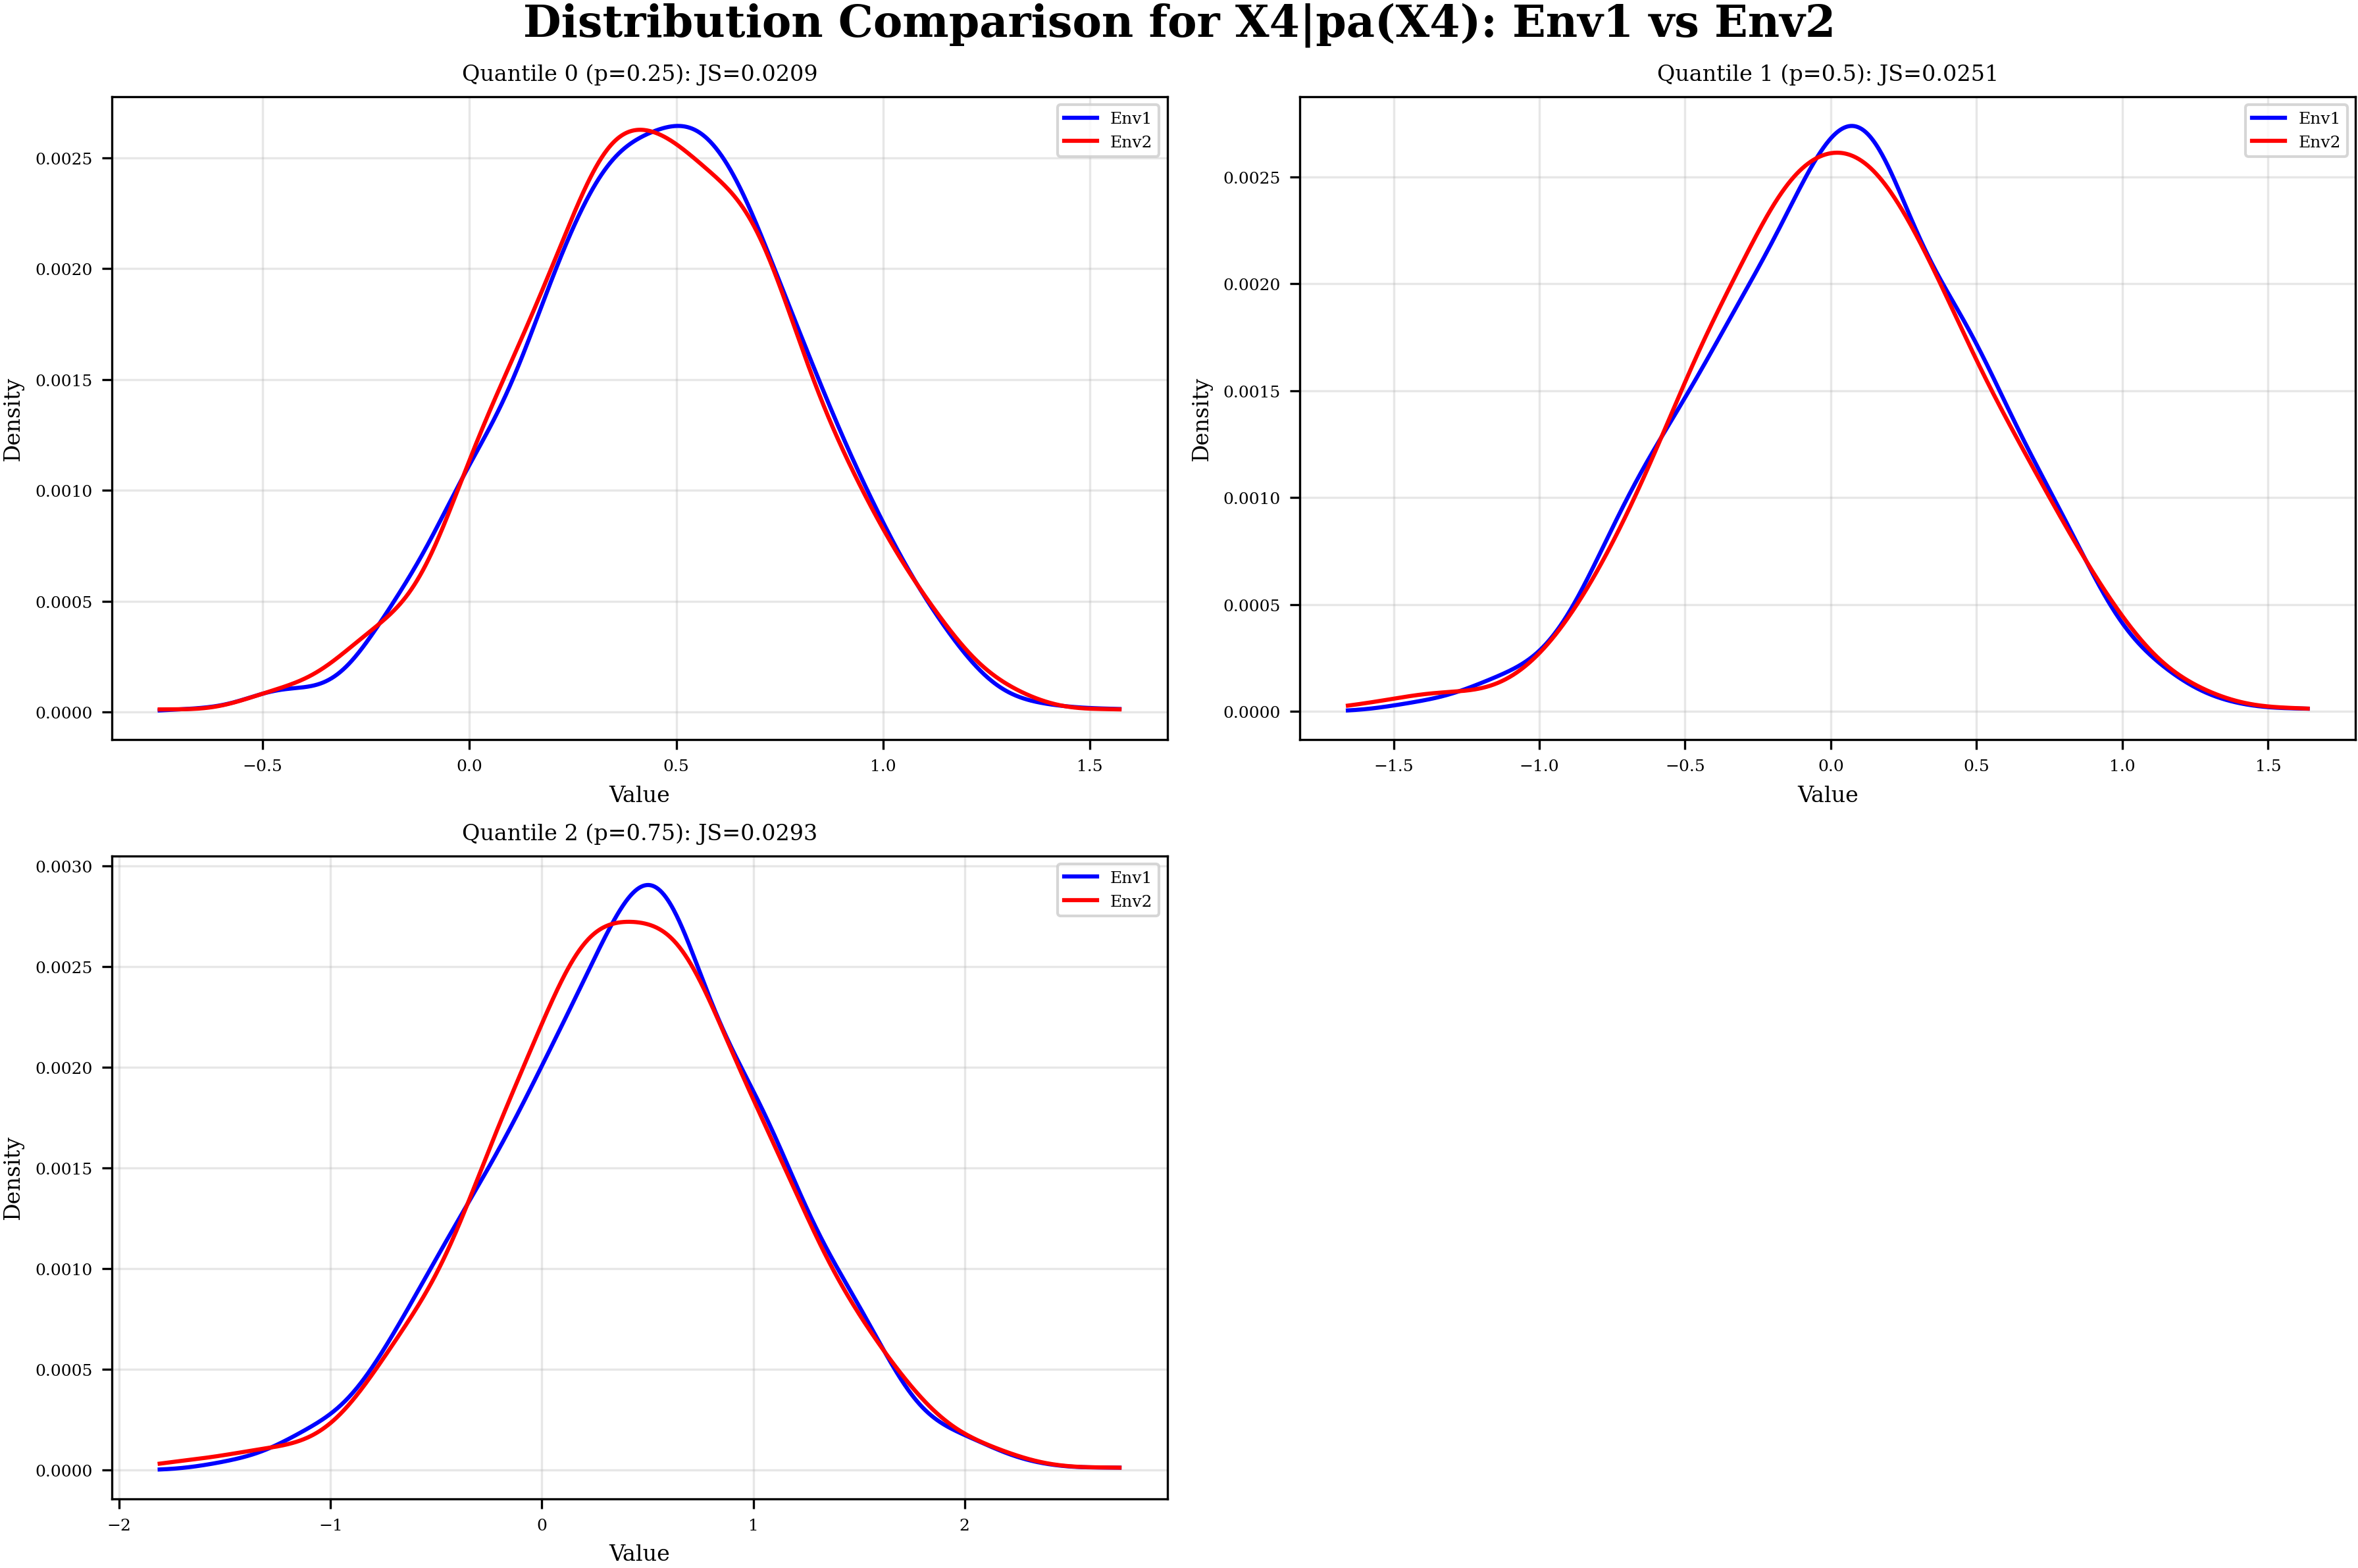 Distribution Comparison for X4|pa(X4): Env1 vs Env2
Quantile 0 (p=0.25): JS=0.0209
Env1
Env2
Density
0.0025
0.0020
0.0015
0.0010
0.0005
0.0000
−0.5
0.0
0.5
1.0
1.5
Value
Quantile 1 (p=0.5): JS=0.0251
Env1
Env2
Density
0.0025
0.0020
0.0015
0.0010
0.0005
0.0000
−1.5
−1.0
−0.5
0.0
0.5
1.0
1.5
Value
Quantile 2 (p=0.75): JS=0.0293
Env1
Env2
Density
0.0030
0.0025
0.0020
0.0015
0.0010
0.0005
0.0000
−2
−1
0
1
2
Value